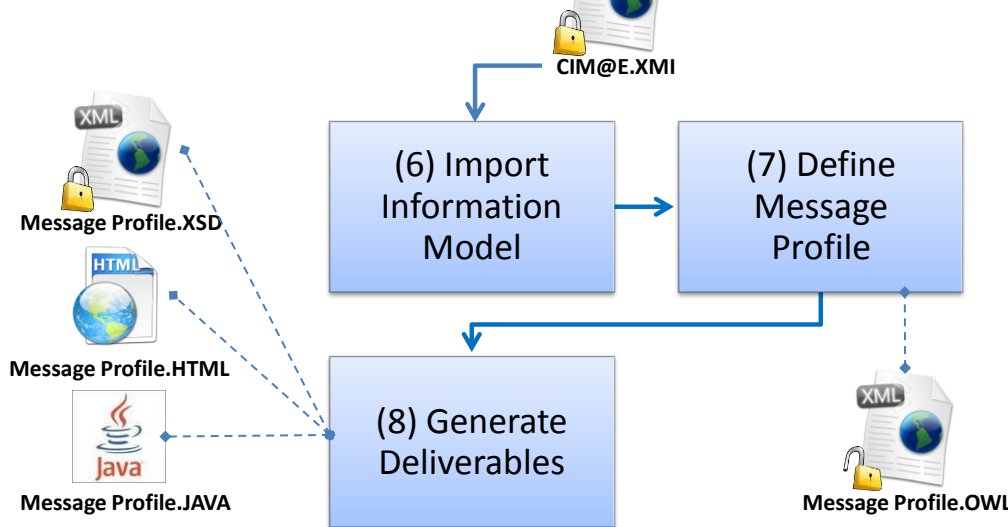 CIM@E.XMI
XML
Message Profile.XSD
(6) Import
Information
Model
(7) Define
Message
Profile
HTML
Message Profile.HTML
Java
Message Profile.JAVA
(8) Generate
Deliverables
XML
Message Profile.OWL